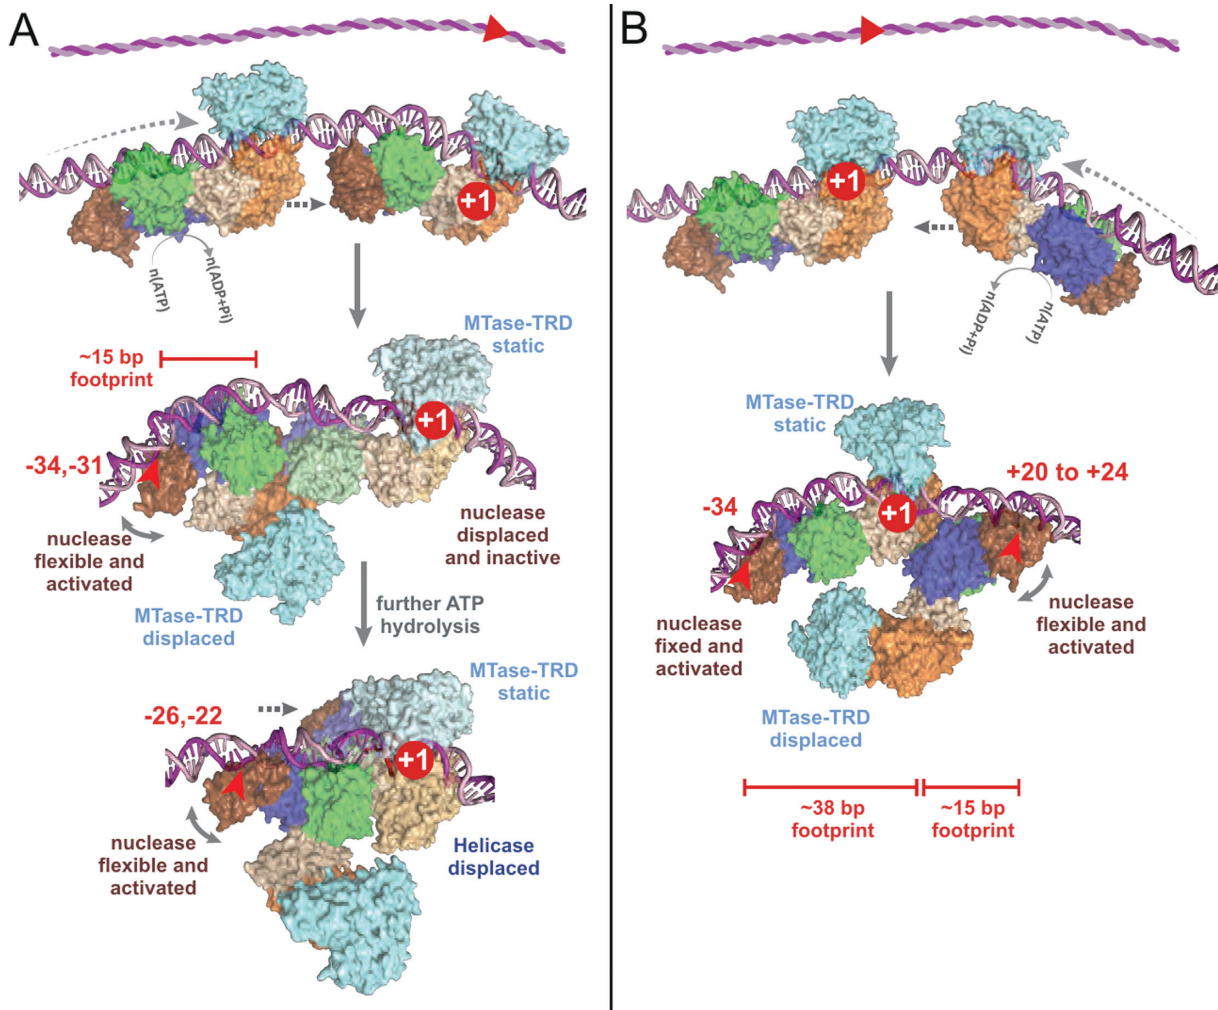 A
+1
n(ATP)
n(ADP+Pi)
MTase-TRD
static
~15 bp
footprint
+1
-34,-31
nuclease
flexible and
activated
nuclease
displaced
and inactive
MTase-TRD
displaced
further ATP
hydrolysis
MTase-TRD
static
-26,-22
+1
nuclease
flexible and
activated
Helicase
displaced
B
+1
n(ADP+Pi)
n(ATP)
MTase-TRD
static
+20 to +24
-34
+1
nuclease
fixed and
activated
nuclease
flexible and
activated
MTase-TRD
displaced
~38 bp
footprint
~15 bp
footprint